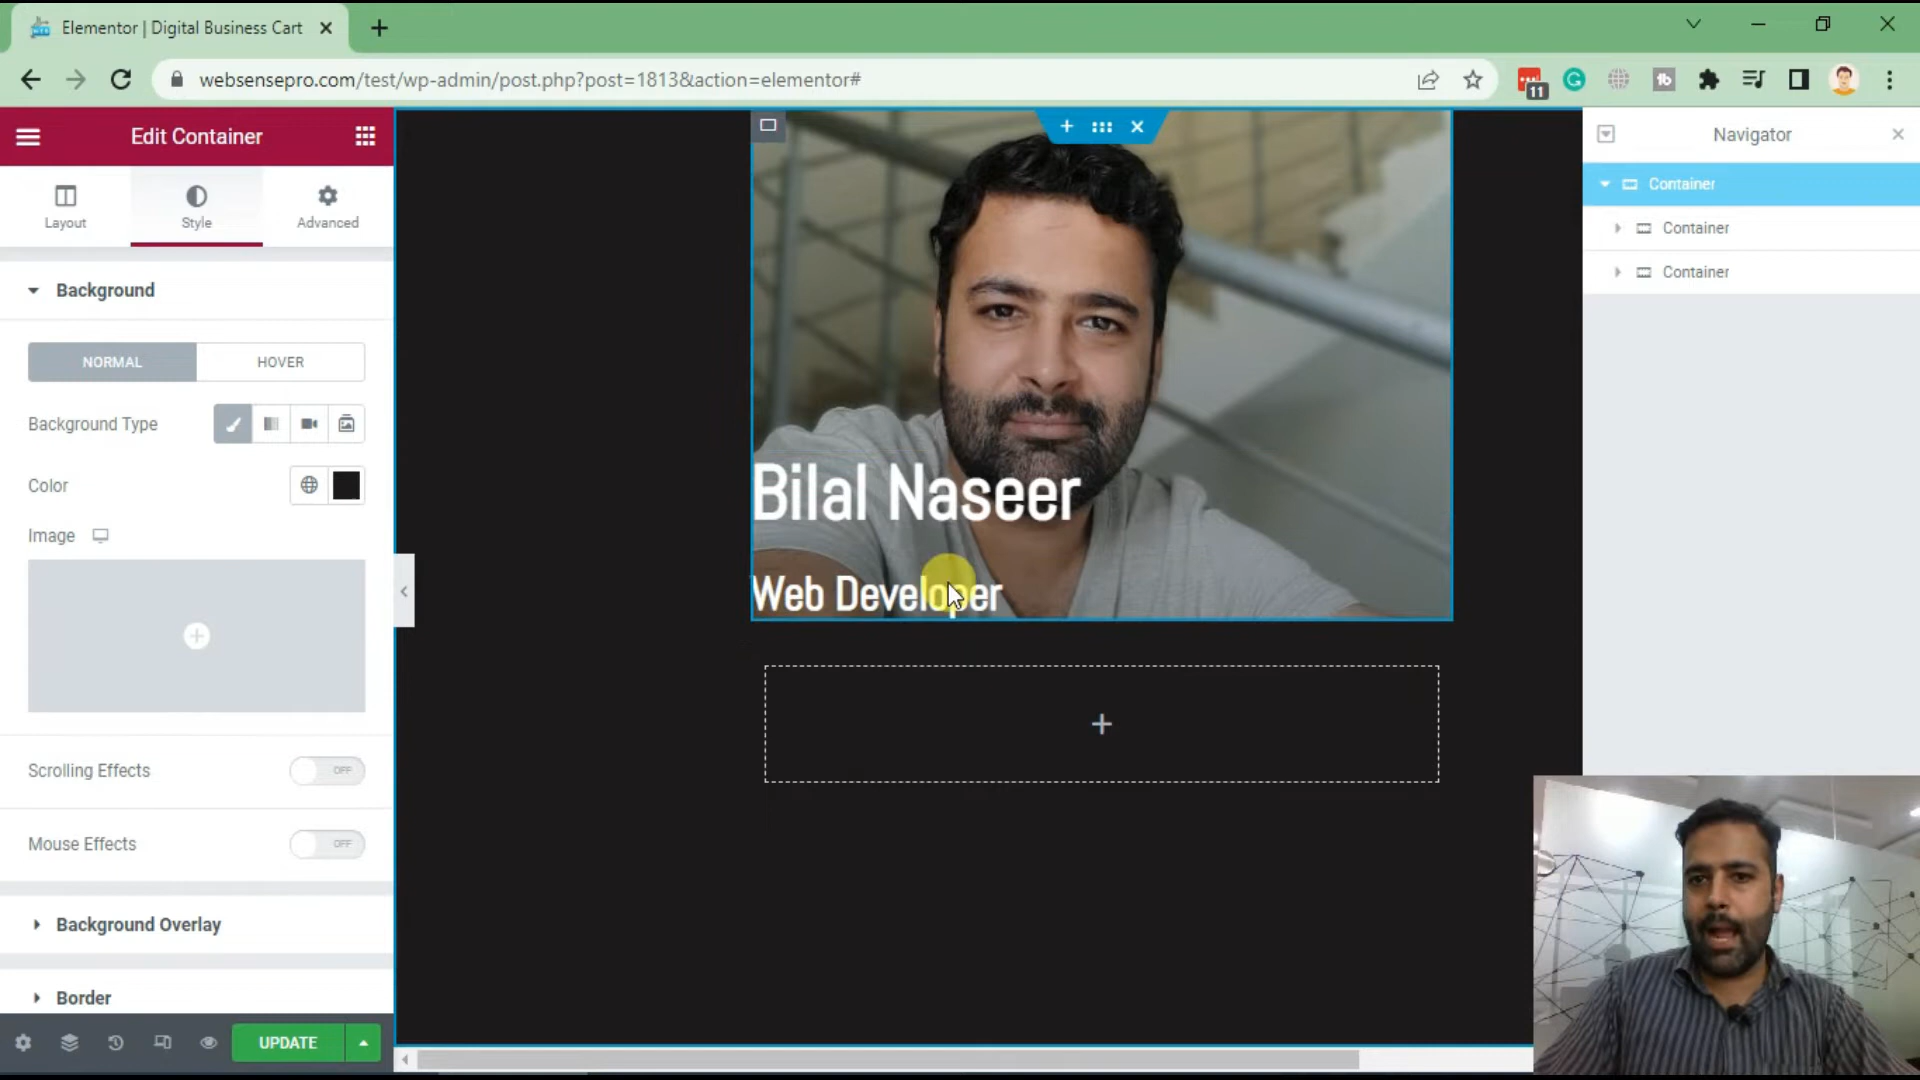 Elementor | Digital Business Cart
websensepro.com/test/wp-admin/post.php?post=1813&action=elementor#
11
Edit Container
Navigator
Layout
Style
Advanced
Container
Container
Container
Background
NORMAL
HOVER
Background Type
Color
Image
Bilal Naseer
Web Developer
Scrolling Effects
OFF
Mouse Effects
OFF
Background Overlay
Border
UPDATE